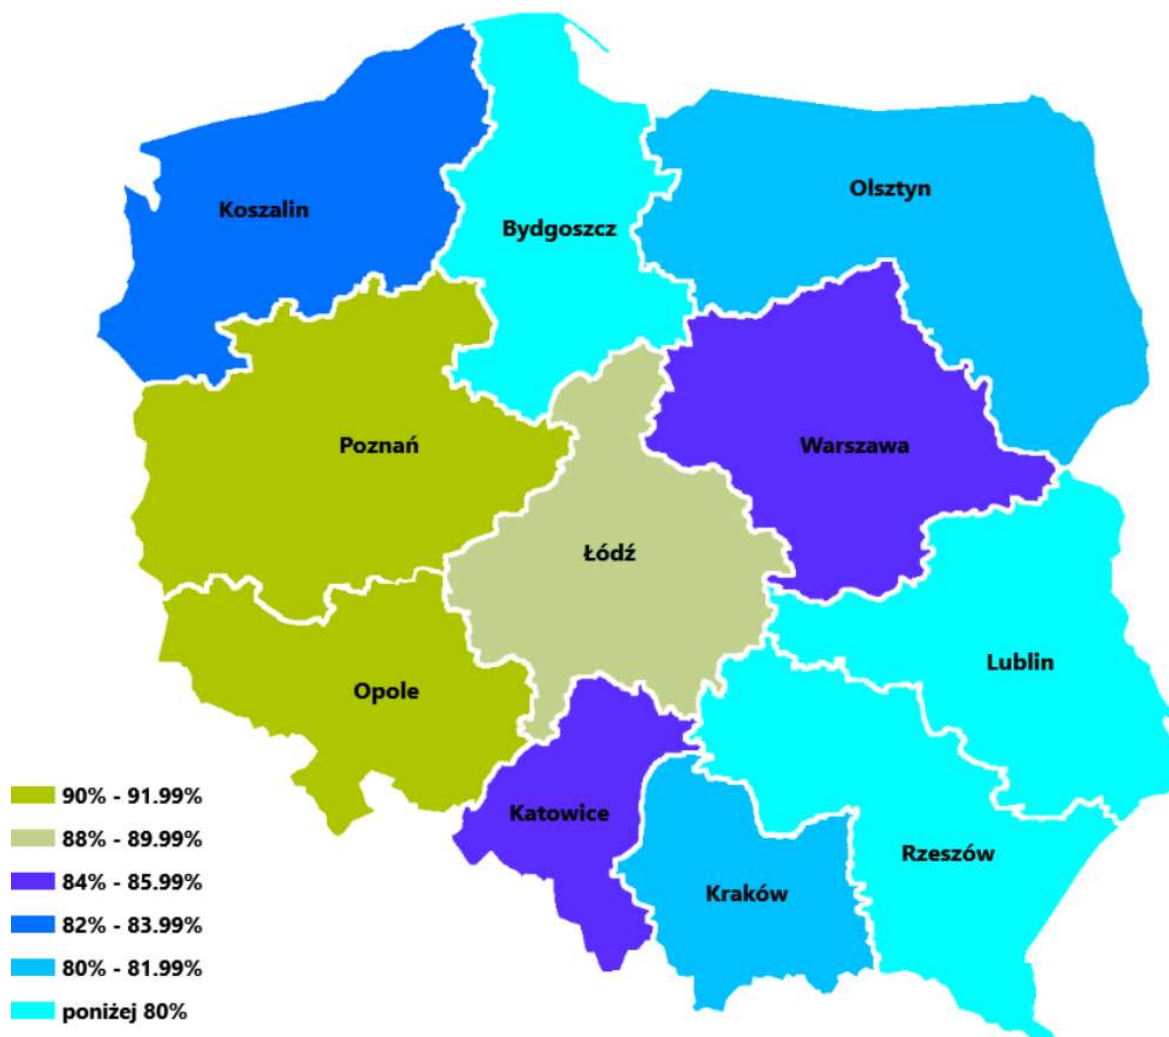 Olsztyn
Koszalin
Bydgoszcz
Poznań
Warszawa
Łódź
Lublin
Opole
Katowice
Rzeszów
Kraków
90% - 91.99%
88% - 89.99%
84% - 85.99%
82% - 83.99%
80% - 81.99%
poniżej 80%